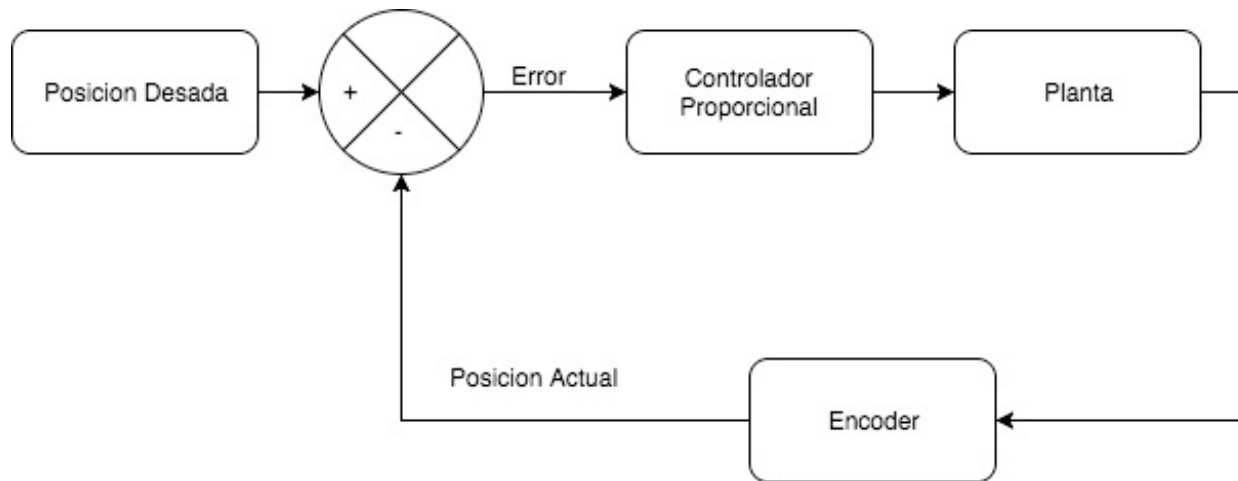 Posicion Desada
+
-
Error
Controlador
Proporcional
Planta
Posicion Actual
Encoder